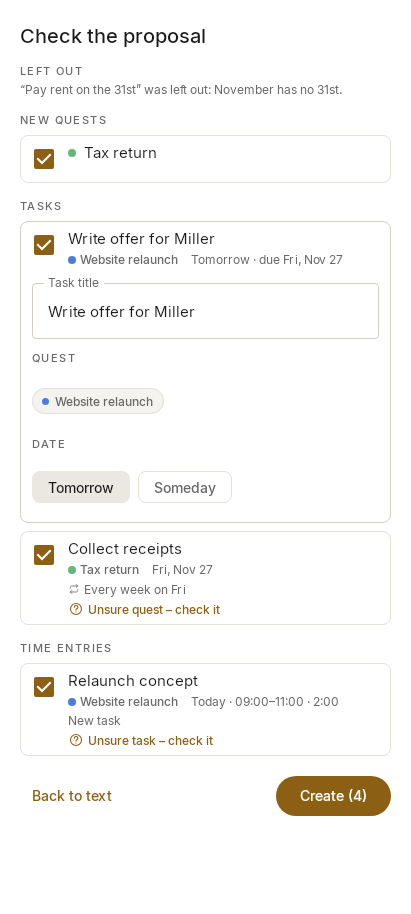 Check the proposal
LEFT OUT
“Pay rent on the 31st” was left out: November has no 31st.
NEW QUESTS
Tax return
TASKS
Write offer for Miller
Website relaunch Tomorrow · due Fri, Nov 27
Task title
Write offer for Miller
QUEST
Website relaunch
DATE
Tomorrow Someday
Collect receipts
Tax return Fri, Nov 27
Every week on Fri
Unsure quest – check it
TIME ENTRIES
Relaunch concept
Website relaunch Today · 09:00–11:00 · 2:00
New task
Unsure task – check it
Back to text Create (4)